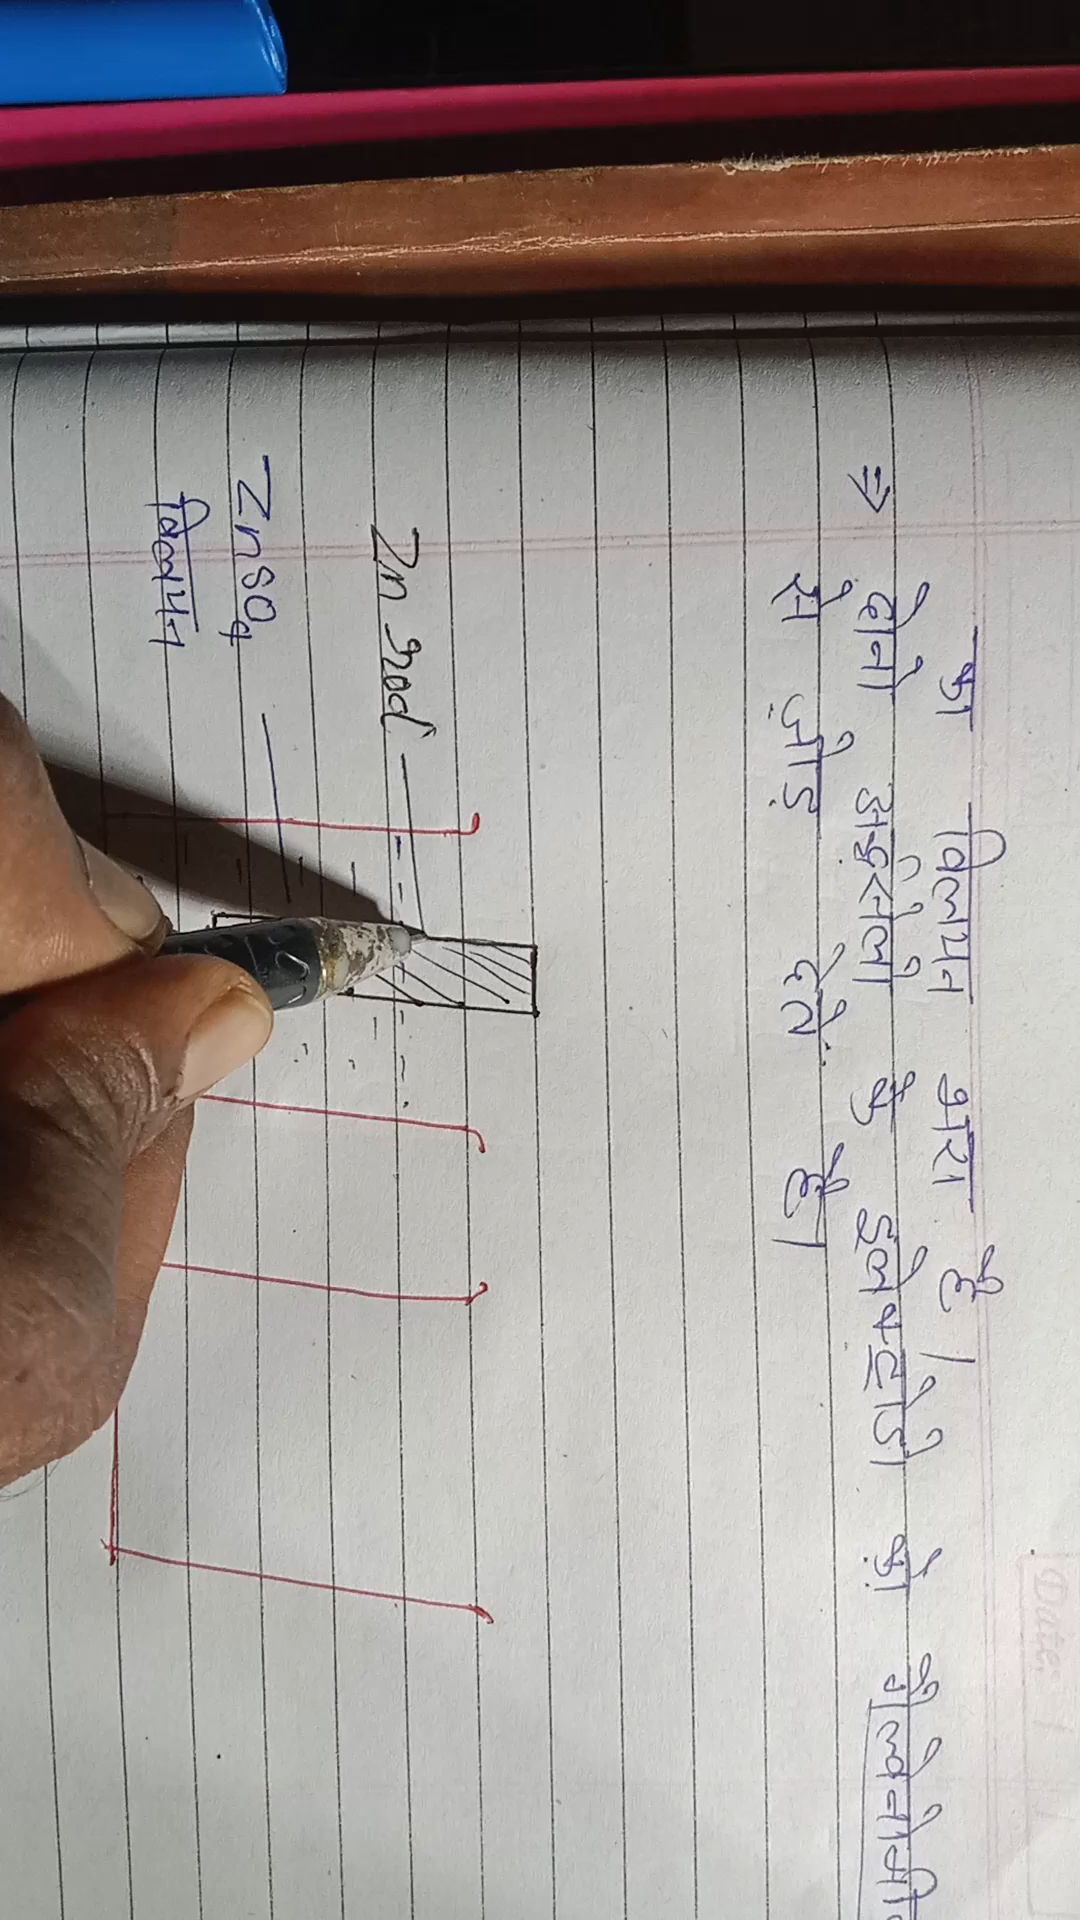 का विलयन भरा है।
⇒ दोनो अर्द्धसेलो के इलेक्ट्रोडो को
से जोड़ देते है।
Zn rod
ZnSO4
विलयन
Date: